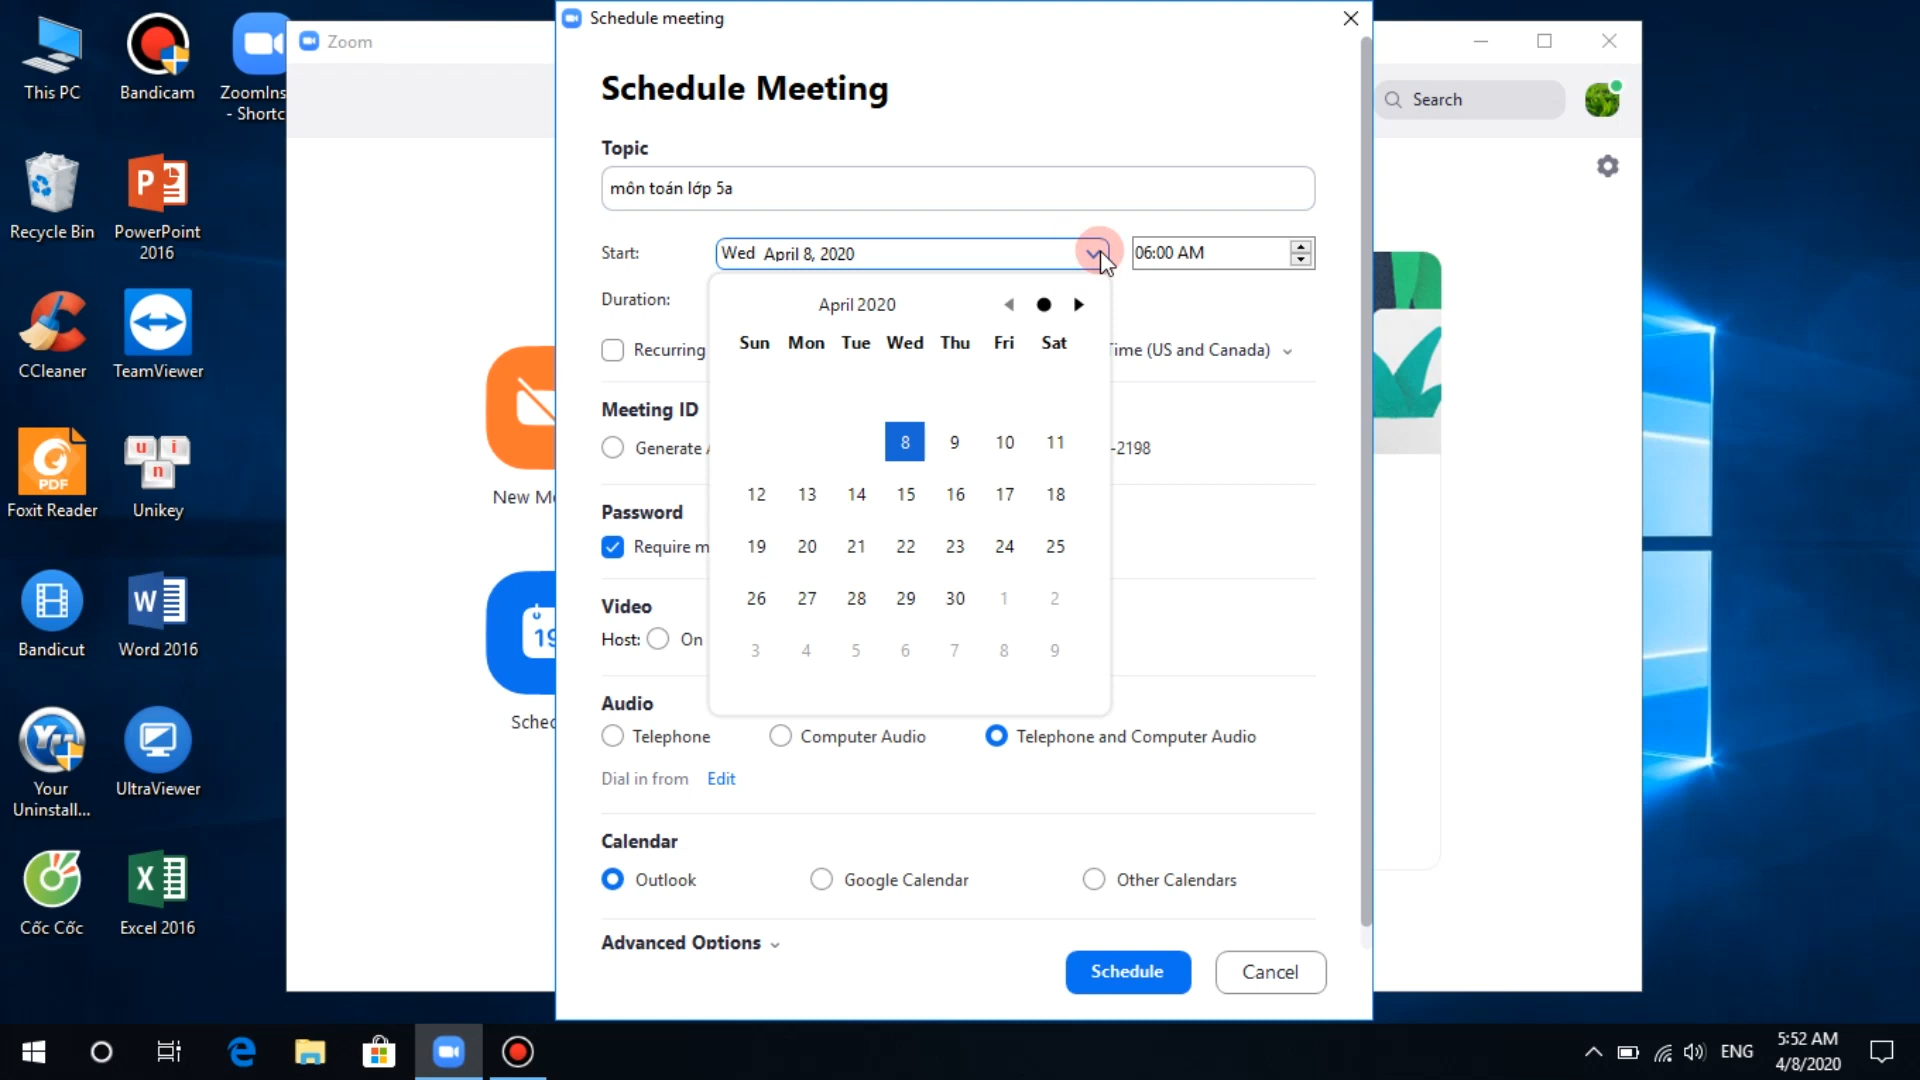 This PC
Bandicam
ZoomIns
- Shortc
Recycle Bin
PowerPoint
2016
CCleaner
TeamViewer
Foxit Reader
Unikey
Bandicut
Word 2016
Your
Uninstall...
UltraViewer
Cốc Cốc
Excel 2016
Zoom
Search
Schedule meeting
Schedule Meeting
Topic
môn toán lớp 5a
Start:
Wed April 8, 2020
06:00 AM
Duration:
April 2020
Sun Mon Tue Wed Thu Fri Sat
8 9 10 11
12 13 14 15 16 17 18
19 20 21 22 23 24 25
26 27 28 29 30 1 2
3 4 5 6 7 8 9
Recurring
Time (US and Canada)
Meeting ID
Generate
-2198
Password
Require m
Video
Host: On
Audio
Telephone
Computer Audio
Telephone and Computer Audio
Dial in from Edit
Calendar
Outlook
Google Calendar
Other Calendars
Advanced Options
Schedule
Cancel
New M
Sched
19
ENG
5:52 AM
4/8/2020